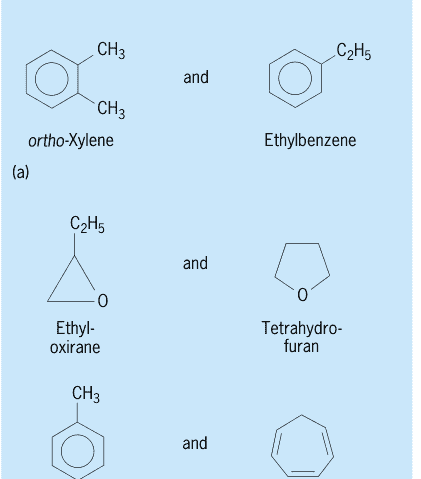 CH₃
and
C₂H₅
CH₃
ortho-Xylene
Ethylbenzene
(a)
C₂H₅
and
O
O
Ethyl-
oxirane
Tetrahydro-
furan
CH₃
and